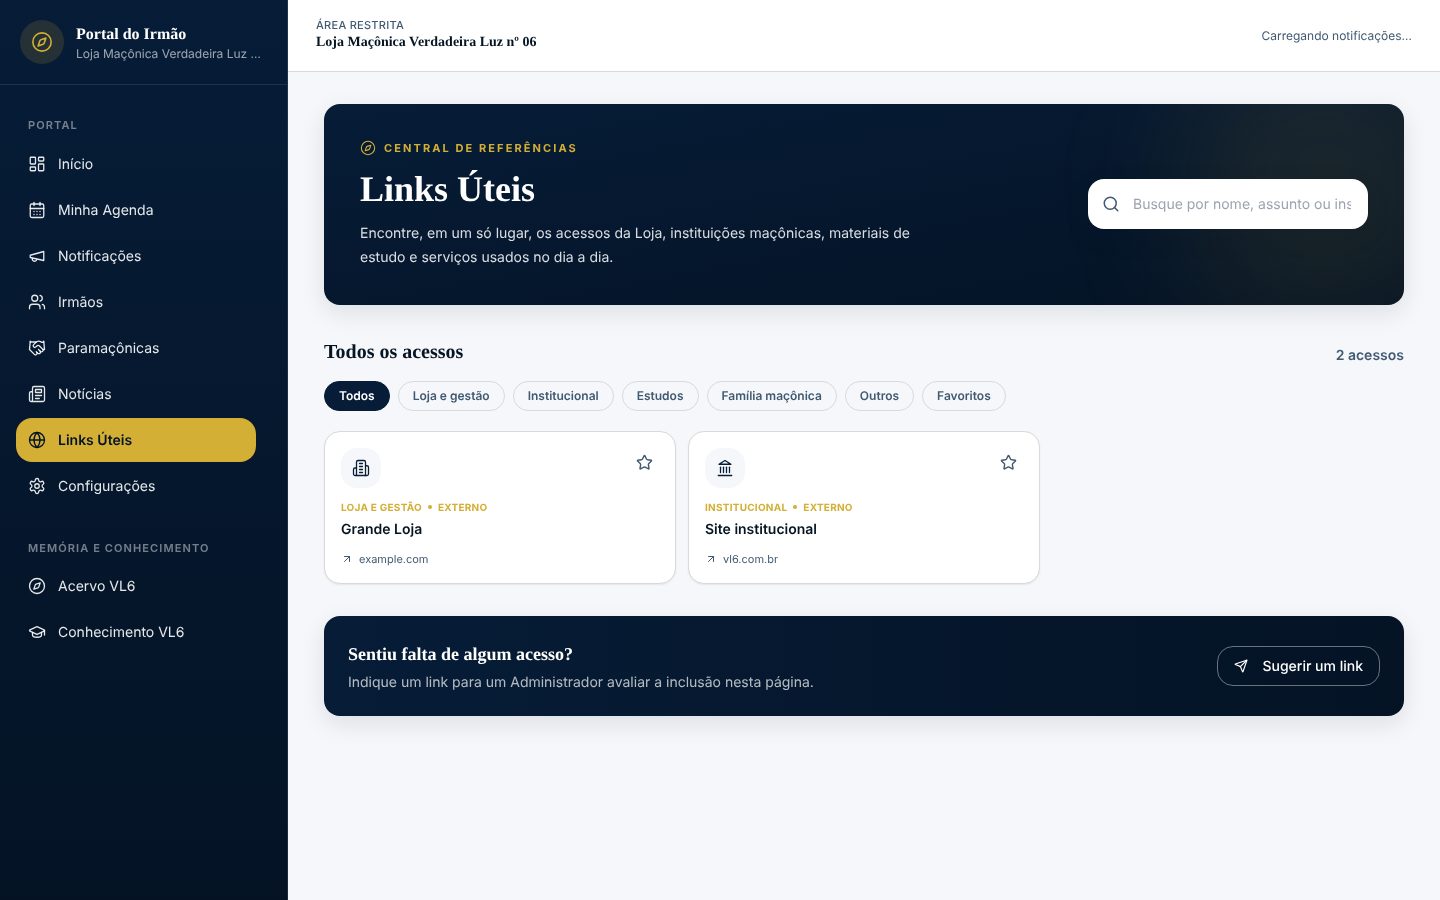 Portal do Irmão
Loja Maçônica Verdadeira Luz ...
PORTAL
Início
Minha Agenda
Notificações
Irmãos
Paramaçônicas
Notícias
Links Úteis
Configurações
MEMÓRIA E CONHECIMENTO
Acervo VL6
Conhecimento VL6
ÁREA RESTRITA
Loja Maçônica Verdadeira Luz nº 06
Carregando notificações...
CENTRAL DE REFERÊNCIAS
Links Úteis
Encontre, em um só lugar, os acessos da Loja, instituições maçônicas, materiais de
estudo e serviços usados no dia a dia.
Busque por nome, assunto ou ins
Todos os acessos
2 acessos
Todos
Loja e gestão
Institucional
Estudos
Família maçônica
Outros
Favoritos
LOJA E GESTÃO • EXTERNO
Grande Loja
example.com
INSTITUCIONAL • EXTERNO
Site institucional
vl6.com.br
Sentiu falta de algum acesso?
Indique um link para um Administrador avaliar a inclusão nesta página.
Sugerir um link